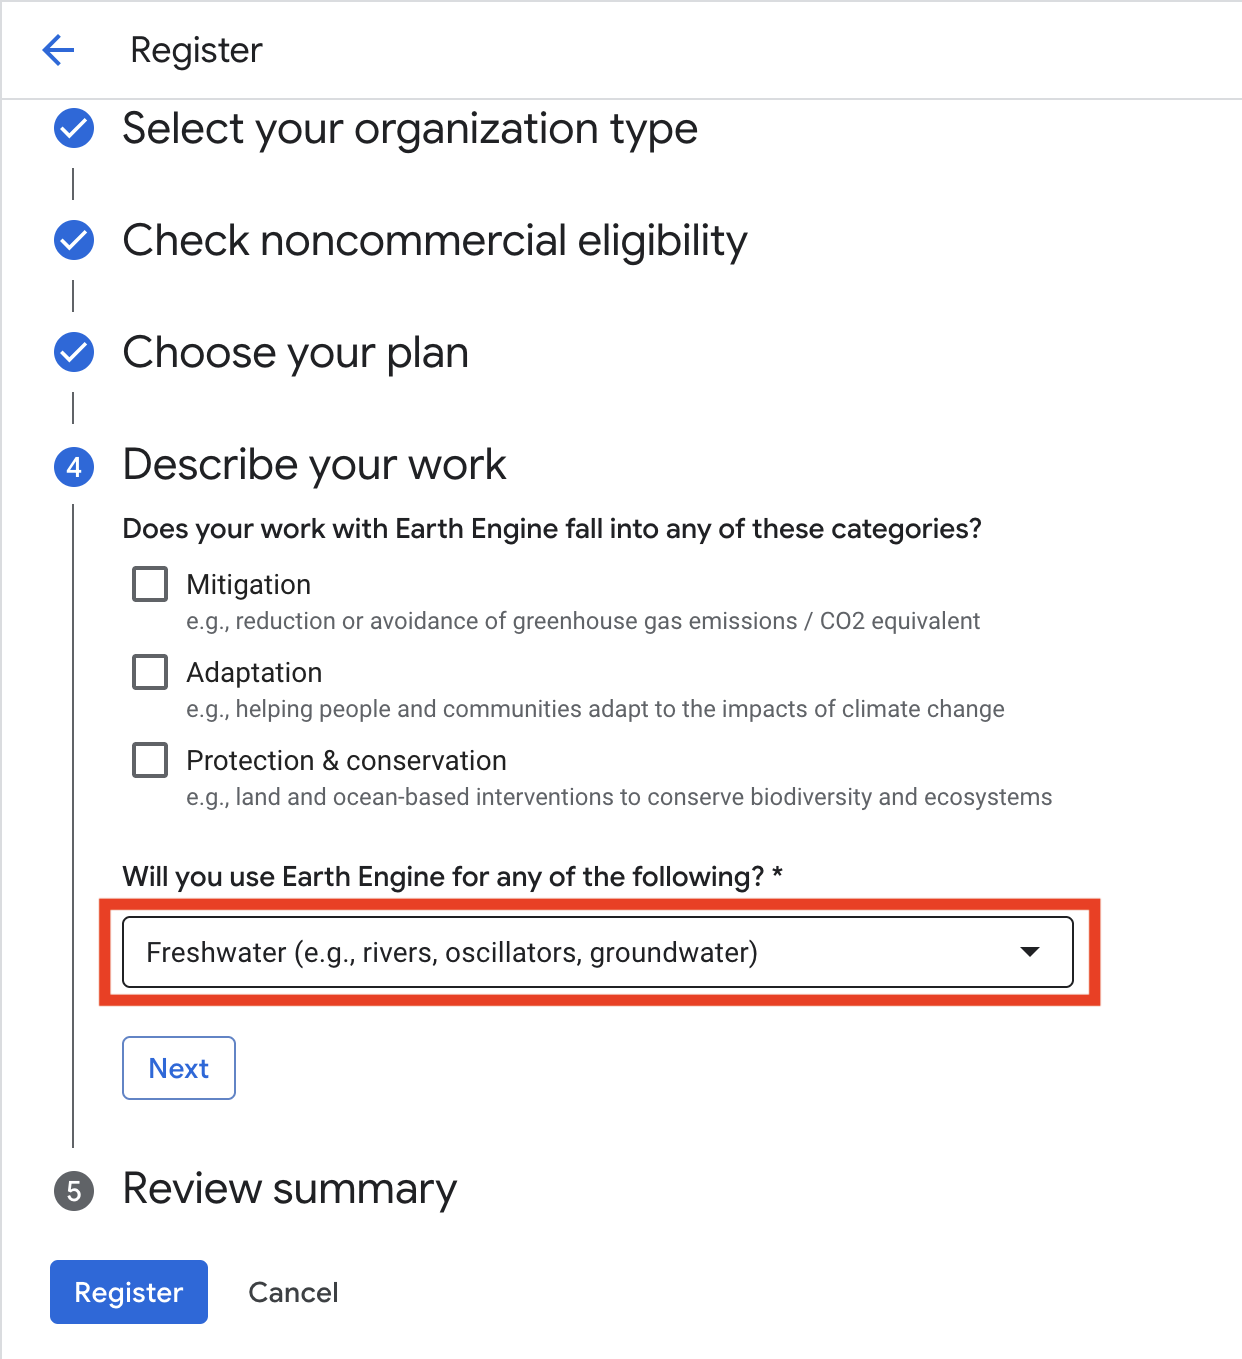 Register
Select your organization type
Check noncommercial eligibility
Choose your plan
4 Describe your work
Does your work with Earth Engine fall into any of these categories?
Mitigation
e.g., reduction or avoidance of greenhouse gas emissions / CO2 equivalent
Adaptation
e.g., helping people and communities adapt to the impacts of climate change
Protection & conservation
e.g., land and ocean-based interventions to conserve biodiversity and ecosystems
Will you use Earth Engine for any of the following? *
Freshwater (e.g., rivers, oscillators, groundwater)
Next
5 Review summary
Register Cancel